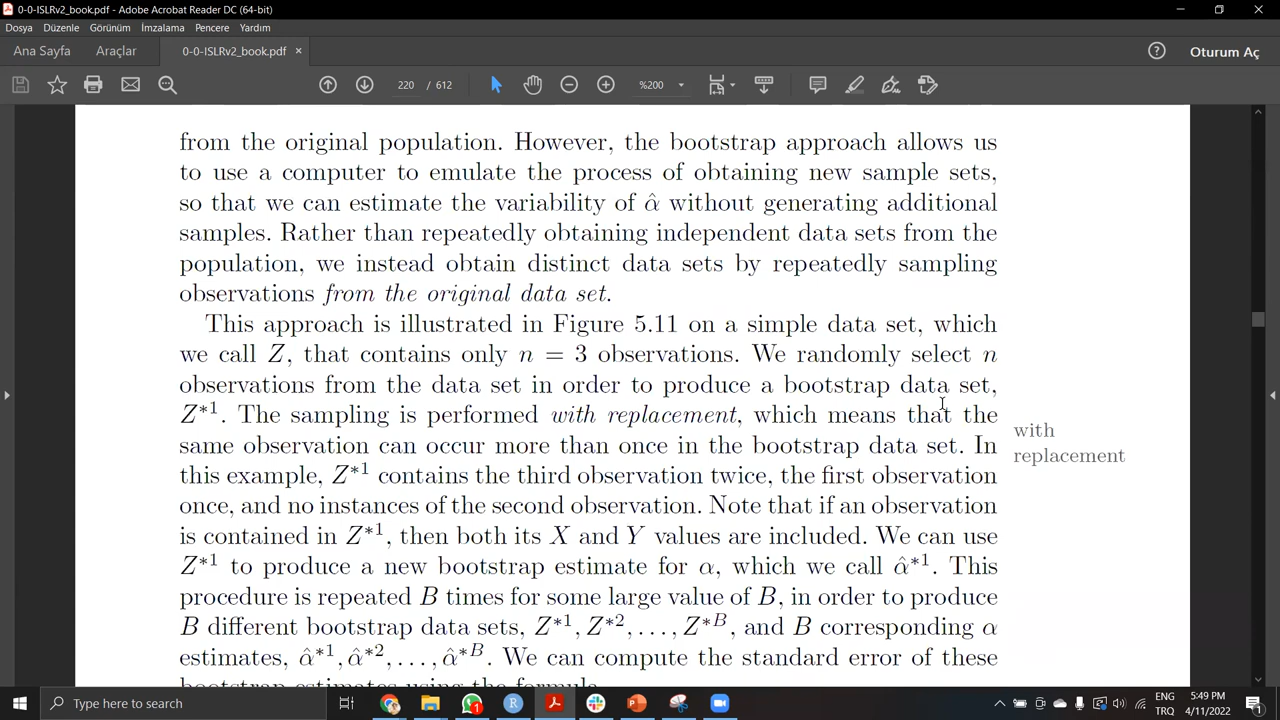 0-0-ISLRv2_book.pdf - Adobe Acrobat Reader DC (64-bit)
Dosya Düzenle Görünüm İmzalama Pencere Yardım
Ana Sayfa Araçlar 0-0-ISLRv2_book.pdf × Oturum Aç
220 / 612 %200
from the original population. However, the bootstrap approach allows us
to use a computer to emulate the process of obtaining new sample sets,
so that we can estimate the variability of α̂ without generating additional
samples. Rather than repeatedly obtaining independent data sets from the
population, we instead obtain distinct data sets by repeatedly sampling
observations from the original data set.
This approach is illustrated in Figure 5.11 on a simple data set, which
we call Z, that contains only n = 3 observations. We randomly select n
observations from the data set in order to produce a bootstrap data set,
Z*1. The sampling is performed with replacement, which means that the
same observation can occur more than once in the bootstrap data set. In
this example, Z*1 contains the third observation twice, the first observation
once, and no instances of the second observation. Note that if an observation
is contained in Z*1, then both its X and Y values are included. We can use
Z*1 to produce a new bootstrap estimate for α, which we call α̂*1. This
procedure is repeated B times for some large value of B, in order to produce
B different bootstrap data sets, Z*1, Z*2, . . . , Z*B, and B corresponding α
estimates, α̂*1, α̂*2, . . . , α̂*B. We can compute the standard error of these
bootstrap estimates using the formula
with
replacement
Type here to search
ENG 5:49 PM
TRQ 4/11/2022